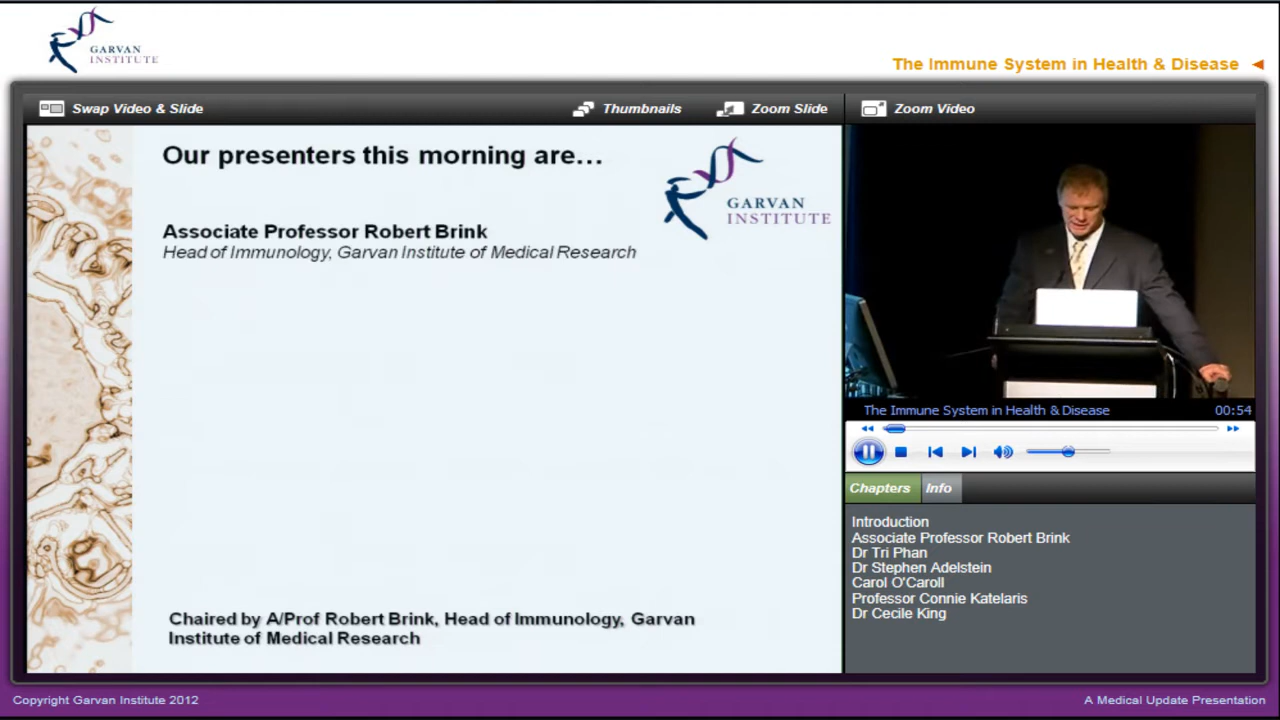 GARVAN
INSTITUTE
The Immune System in Health & Disease
Swap Video & Slide
Thumbnails
Zoom Slide
Zoom Video
Our presenters this morning are…
GARVAN
INSTITUTE
Associate Professor Robert Brink
Head of Immunology, Garvan Institute of Medical Research
Chaired by A/Prof Robert Brink, Head of Immunology, Garvan
Institute of Medical Research
The Immune System in Health & Disease
00:54
Chapters
Info
Introduction
Associate Professor Robert Brink
Dr Tri Phan
Dr Stephen Adelstein
Carol O'Caroll
Professor Connie Katelaris
Dr Cecile King
Copyright Garvan Institute 2012
A Medical Update Presentation